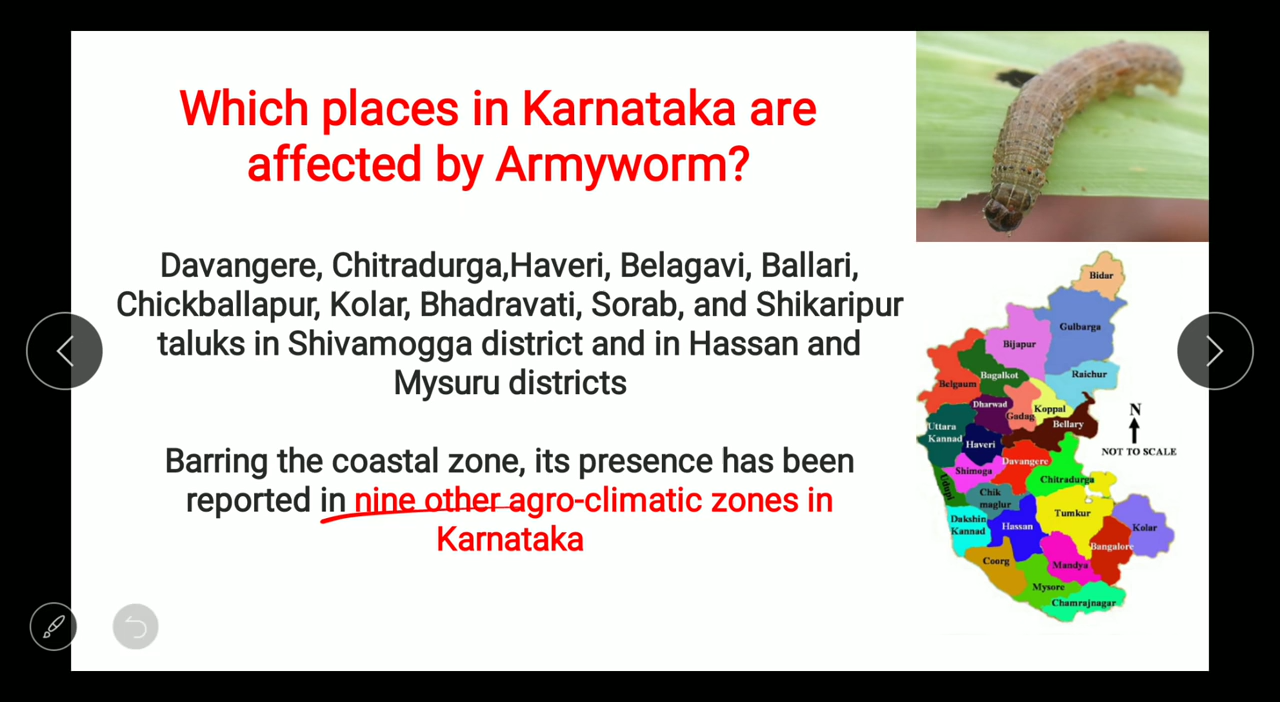 Which places in Karnataka are
affected by Armyworm?
Davangere, Chitradurga,Haveri, Belagavi, Ballari,
Chickballapur, Kolar, Bhadravati, Sorab, and Shikaripur
taluks in Shivamogga district and in Hassan and
Mysuru districts
Barring the coastal zone, its presence has been
reported in nine other agro-climatic zones in
Karnataka
Bidar
Gulbarga
Bijapur
Bagalkot
Raichur
Belgaum
Dharwad
Gadag
Koppal
Bellary
N
NOT TO SCALE
Uttara
Kannad
Haveri
Shimoga
Davangere
Chitradurga
Udupi
Chik
maglur
Tumkur
Dakshin
Kannad
Hassan
Kolar
Bangalore
Coorg
Mandya
Mysore
Chamrajnagar